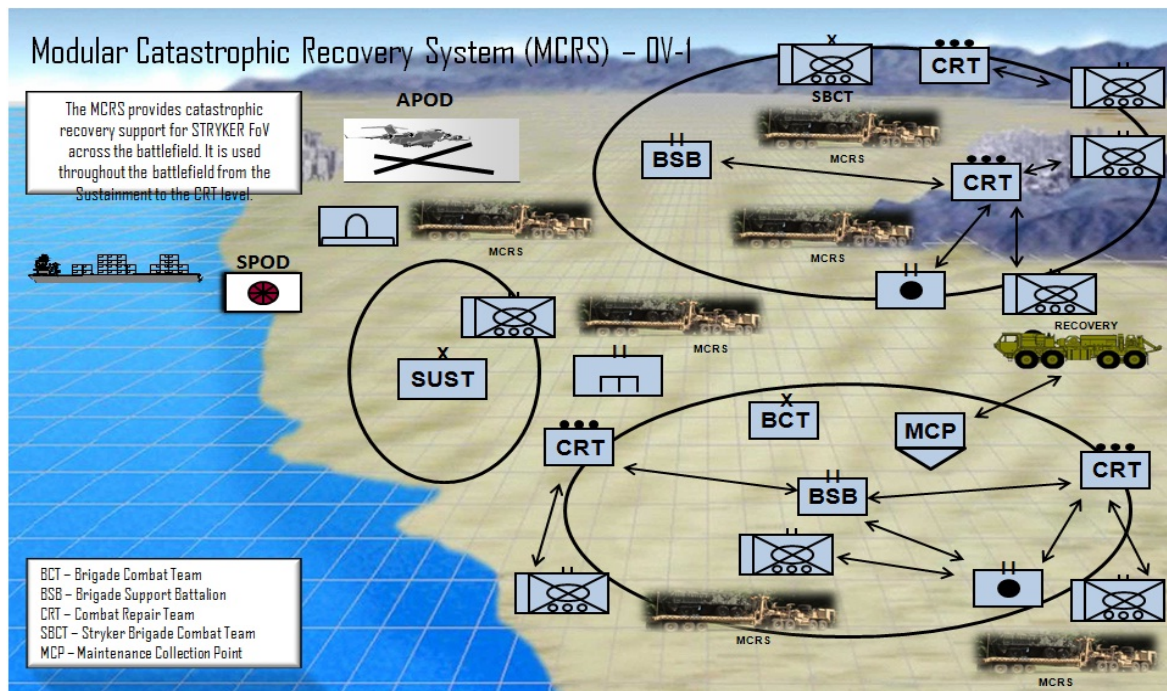 Modular Catastrophic Recovery System (MCRS) – OV-1
The MCRS provides catastrophic
recovery support for STRYKER FoV
across the battlefield. It is used
throughout the battlefield from the
Sustainment to the CRT level.
APOD
X
SBCT
CRT
MCRS
BSB
CRT
MCRS
MCRS
SPOD
RECOVERY
MCRS
X
SUST
X
BCT
MCP
CRT
CRT
BSB
MCRS
MCRS
BCT – Brigade Combat Team
BSB – Brigade Support Battalion
CRT – Combat Repair Team
SBCT – Stryker Brigade Combat Team
MCP – Maintenance Collection Point